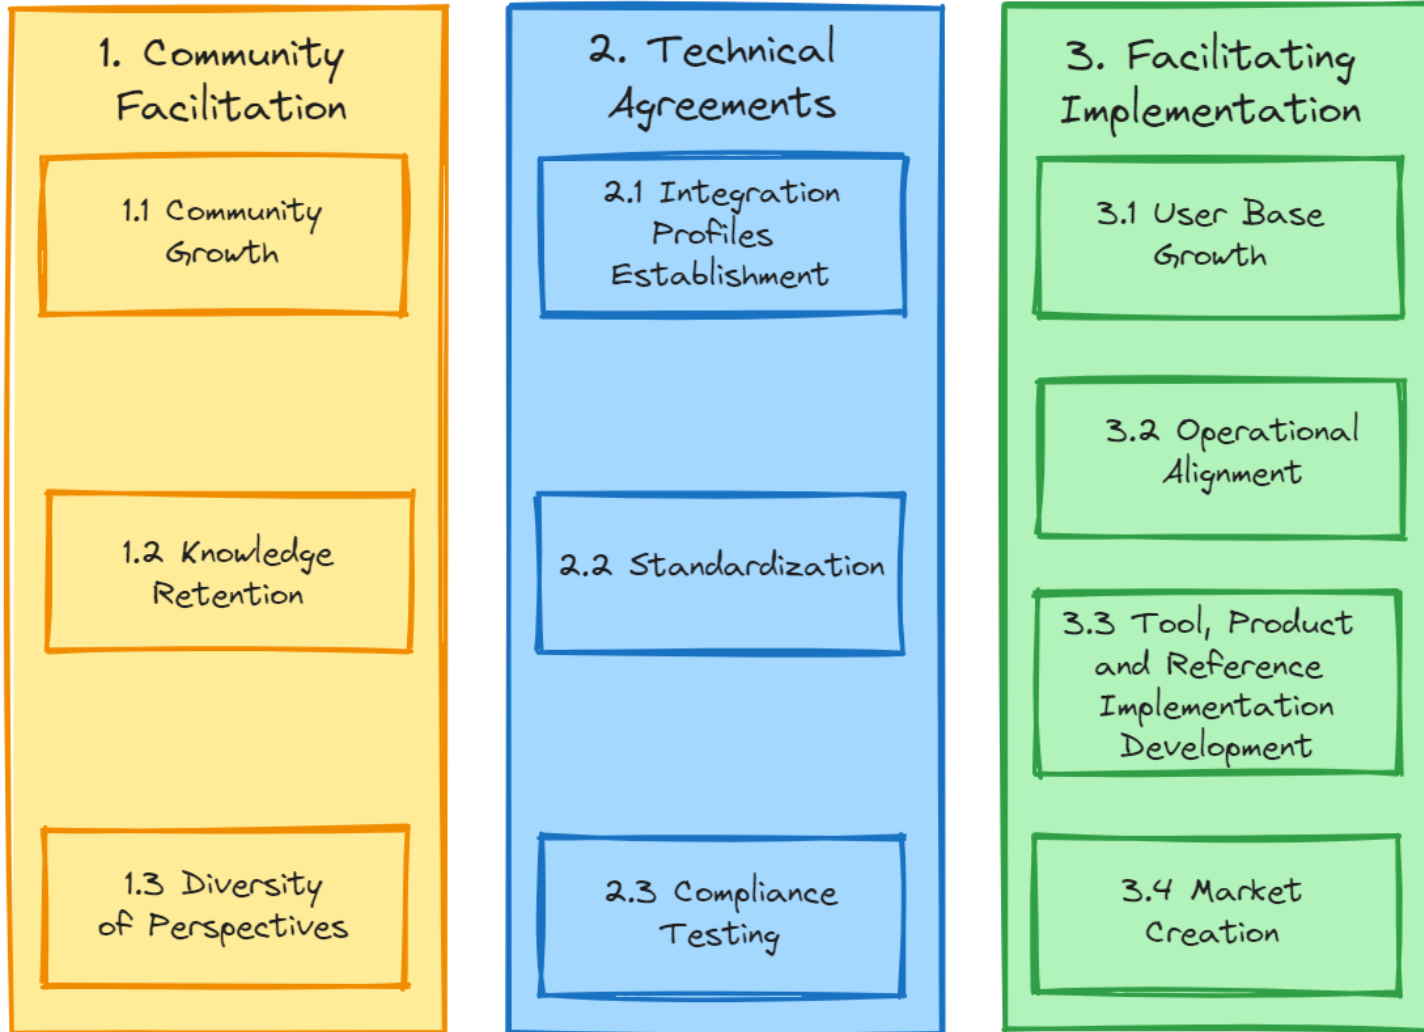 1. Community
Facilitation
1.1 Community
Growth
1.2 Knowledge
Retention
1.3 Diversity
of Perspectives
2. Technical
Agreements
2.1 Integration
Profiles
Establishment
2.2 Standardization
2.3 Compliance
Testing
3. Facilitating
Implementation
3.1 User Base
Growth
3.2 Operational
Alignment
3.3 Tool, Product
and Reference
Implementation
Development
3.4 Market
Creation